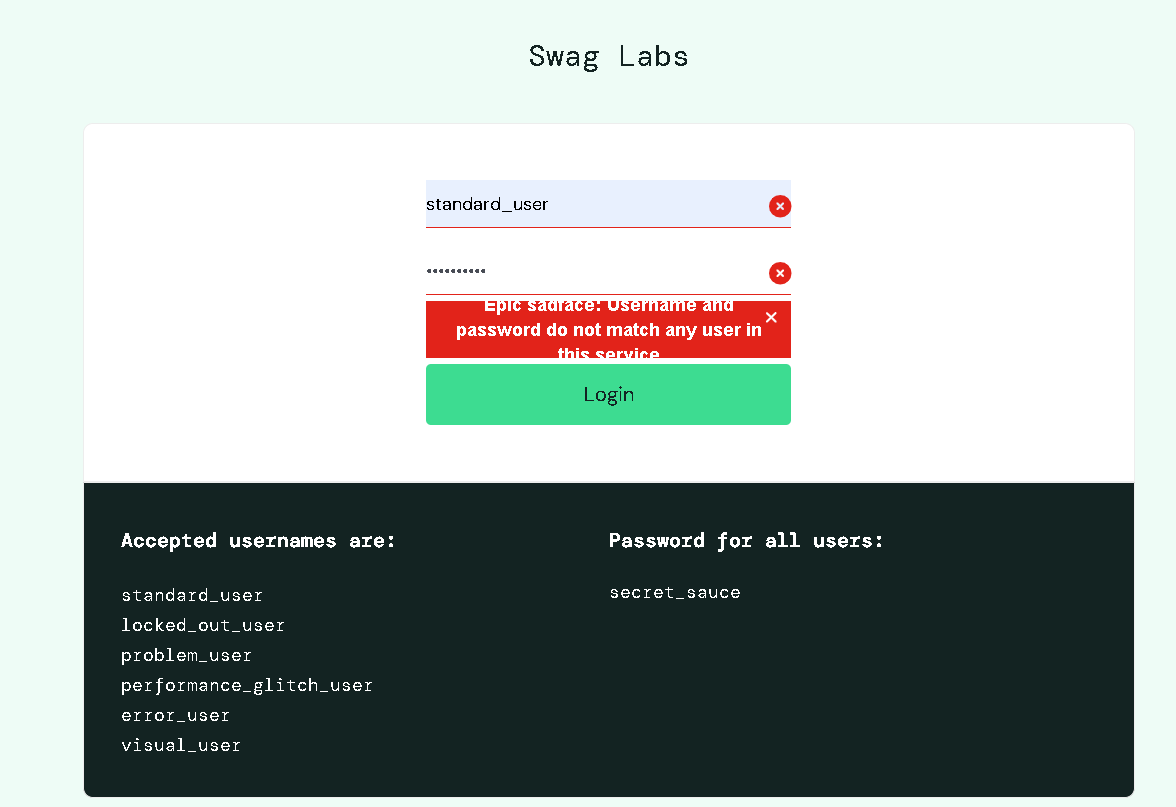 Swag Labs
standard_user
••••••••••
Epic sadface: Username and
password do not match any user in
this service
Login
Accepted usernames are:
Password for all users:
standard_user
locked_out_user
problem_user
performance_glitch_user
error_user
visual_user
secret_sauce